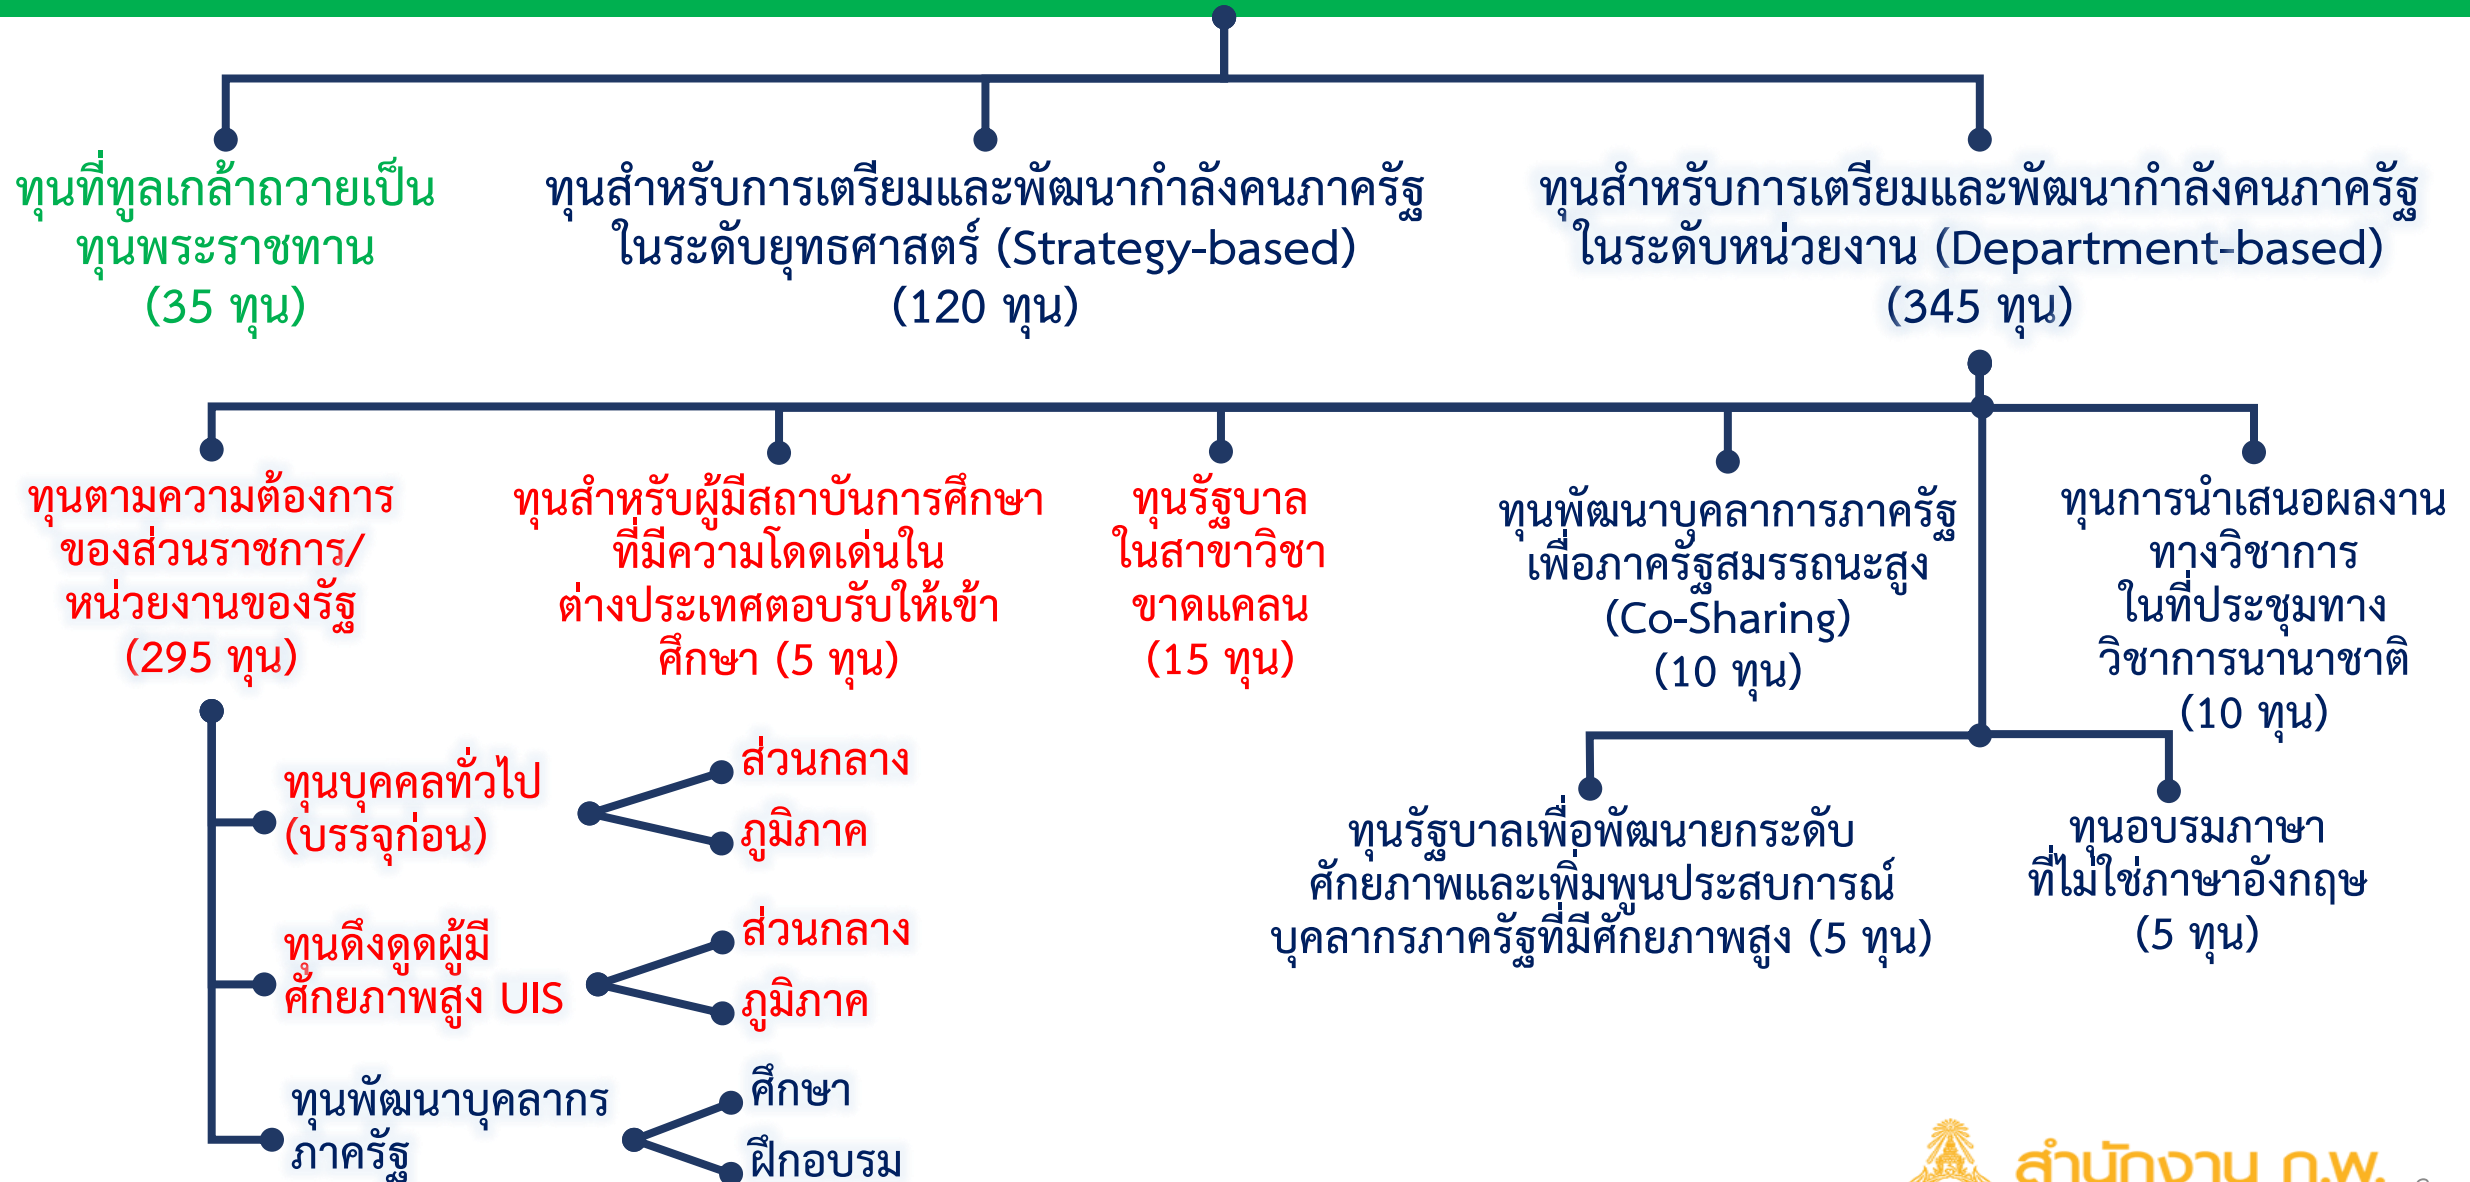 ทุนที่ทูลเกล้าถวายเป็น
ทุนพระราชทาน
(35 ทุน)
ทุนสำหรับการเตรียมและพัฒนากำลังคนภาครัฐ
ในระดับยุทธศาสตร์ (Strategy-based)
(120 ทุน)
ทุนสำหรับการเตรียมและพัฒนากำลังคนภาครัฐ
ในระดับหน่วยงาน (Department-based)
(345 ทุน)
ทุนตามความต้องการ
ของส่วนราชการ/
หน่วยงานของรัฐ
(295 ทุน)
ทุนสำหรับผู้มีสถาบันการศึกษา
ที่มีความโดดเด่นใน
ต่างประเทศตอบรับให้เข้า
ศึกษา (5 ทุน)
ทุนรัฐบาล
ในสาขาวิชา
ขาดแคลน
(15 ทุน)
ทุนพัฒนาบุคลาการภาครัฐ
เพื่อภาครัฐสมรรถนะสูง
(Co-Sharing)
(10 ทุน)
ทุนการนำเสนอผลงาน
ทางวิชาการ
ในที่ประชุมทาง
วิชาการนานาชาติ
(10 ทุน)
ทุนบุคคลทั่วไป
(บรรจุก่อน)
ส่วนกลาง
ภูมิภาค
ทุนดึงดูดผู้มี
ศักยภาพสูง UIS
ส่วนกลาง
ภูมิภาค
ทุนพัฒนาบุคลากร
ภาครัฐ
ศึกษา
ฝึกอบรม
ทุนรัฐบาลเพื่อพัฒนายกระดับ
ศักยภาพและเพิ่มพูนประสบการณ์
บุคลากรภาครัฐที่มีศักยภาพสูง (5 ทุน)
ทุนอบรมภาษา
ที่ไม่ใช่ภาษาอังกฤษ
(5 ทุน)
สำนักงาน ก.พ.